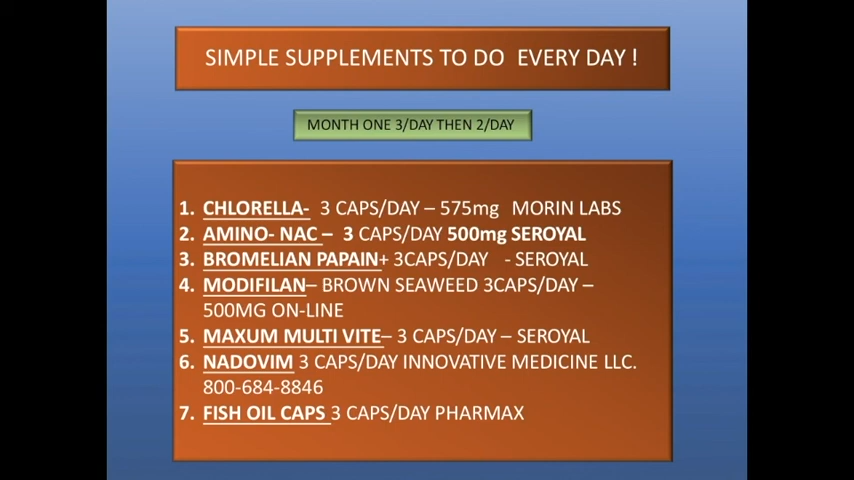 SIMPLE SUPPLEMENTS TO DO EVERY DAY !
MONTH ONE 3/DAY THEN 2/DAY
1. CHLORELLA- 3 CAPS/DAY – 575mg MORIN LABS
2. AMINO- NAC – 3 CAPS/DAY 500mg SEROYAL
3. BROMELIAN PAPAIN+ 3CAPS/DAY - SEROYAL
4. MODIFILAN– BROWN SEAWEED 3CAPS/DAY –
500MG ON-LINE
5. MAXUM MULTI VITE– 3 CAPS/DAY – SEROYAL
6. NADOVIM 3 CAPS/DAY INNOVATIVE MEDICINE LLC.
800-684-8846
7. FISH OIL CAPS 3 CAPS/DAY PHARMAX